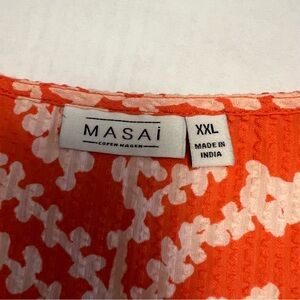 MASAi
COPENHAGEN
XXL
MADE IN
INDIA